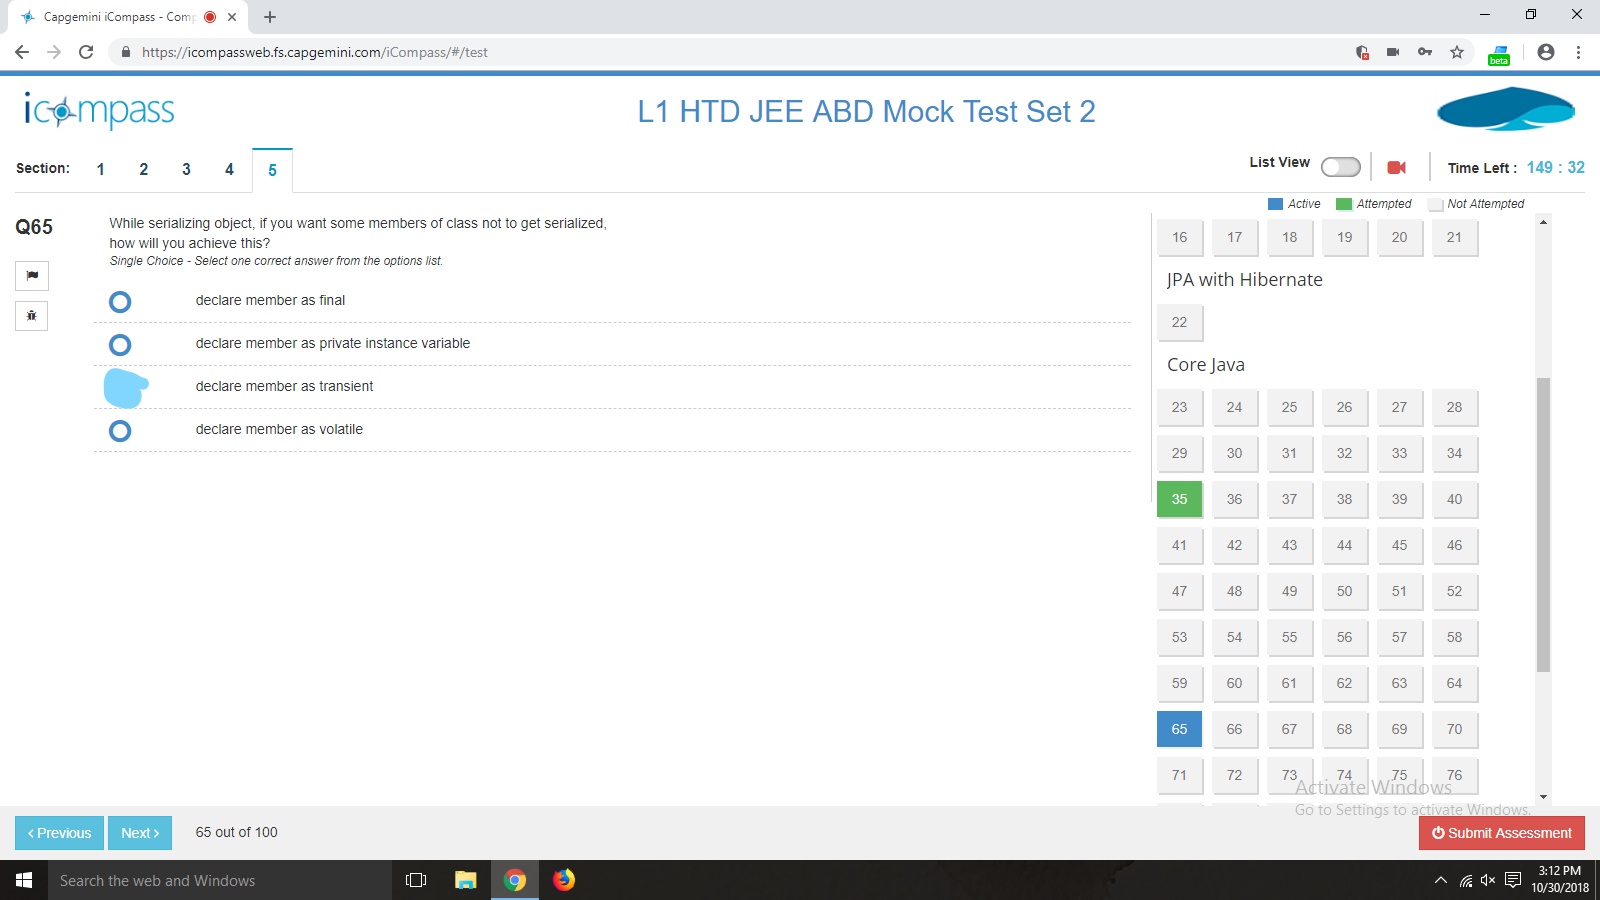 Capgemini iCompass - Comp
https://icompassweb.fs.capgemini.com/iCompass/#/test
beta
icompass
L1 HTD JEE ABD Mock Test Set 2
Section: 1 2 3 4 5
List View
Time Left : 149 : 32
Active Attempted Not Attempted
Q65
While serializing object, if you want some members of class not to get serialized,
how will you achieve this?
Single Choice - Select one correct answer from the options list.
declare member as final
declare member as private instance variable
declare member as transient
declare member as volatile
16 17 18 19 20 21
JPA with Hibernate
22
Core Java
23 24 25 26 27 28
29 30 31 32 33 34
35 36 37 38 39 40
41 42 43 44 45 46
47 48 49 50 51 52
53 54 55 56 57 58
59 60 61 62 63 64
65 66 67 68 69 70
71 72 73 74 75 76
Activate Windows
Go to Settings to activate Windows.
Previous Next 65 out of 100
Submit Assessment
Search the web and Windows
3:12 PM
10/30/2018